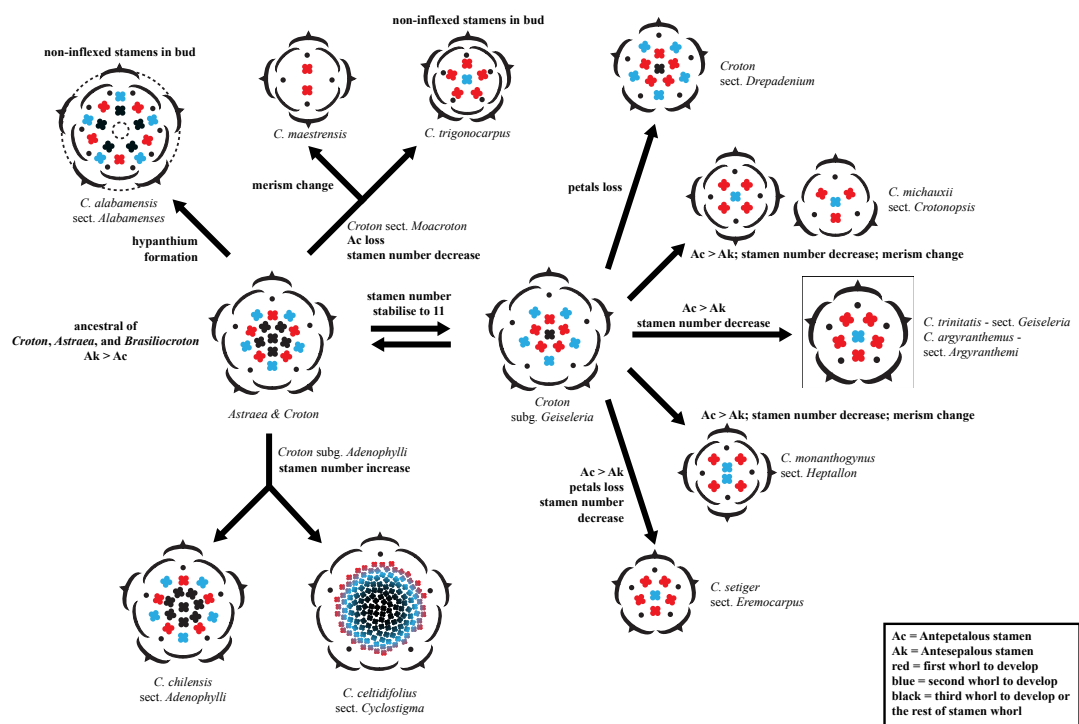 non-inflexed stamens in bud
C. alabamensis
sect. Alabamenses
hypanthium
formation
C. maestrensis
merism change
non-inflexed stamens in bud
C. trigonocarpus
Croton sect. Moacroton
Ac loss
stamen number decrease
Croton
sect. Drepadenium
petals loss
C. michauxii
sect. Crotonopsis
Ac > Ak; stamen number decrease; merism change
ancestral of
Croton, Astraea, and Brasiliocroton
Ak > Ac
Astraea & Croton
stamen number
stabilise to 11
Croton
subg. Geiseleria
Ac > Ak
stamen number decrease
C. trinitatis - sect. Geiseleria
C. argyranthemus -
sect. Argyranthemi
Ac > Ak; stamen number decrease; merism change
C. monanthogynus
sect. Heptallon
Ac > Ak
petals loss
stamen number
decrease
C. setiger
sect. Eremocarpus
Croton subg. Adenophylli
stamen number increase
C. chilensis
sect. Adenophylli
C. celtidifolius
sect. Cyclostigma
Ac = Antepetalous stamen
Ak = Antesepalous stamen
red = first whorl to develop
blue = second whorl to develop
black = third whorl to develop or
the rest of stamen whorl